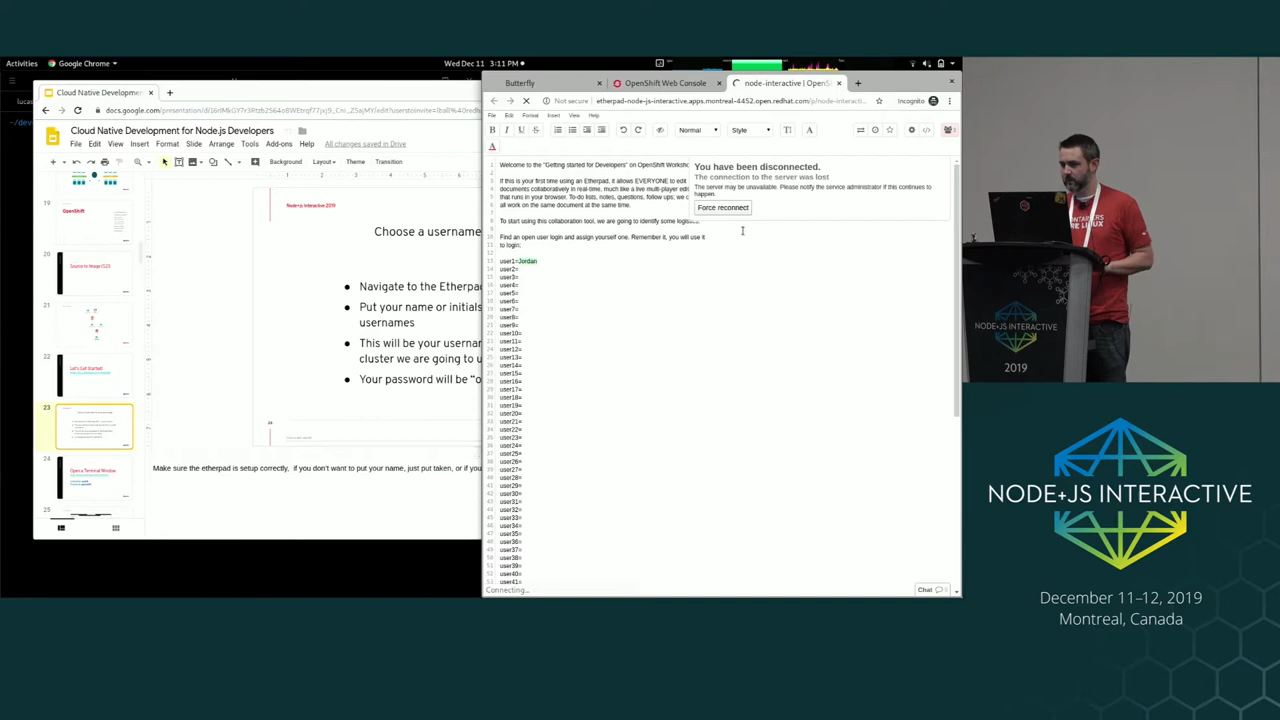 Activities
Google Chrome
Wed Dec 11 3:11 PM
Cloud Native Development
Cloud Native Development for Node.js Developers
File Edit View Insert Format Slide Arrange Tools Add-ons Help
All changes saved in Drive
Background Layout Theme Transition
19
OpenShift
20
Source to Image (S2I)
21
22
Let's Get Started!
23
24
Open a Terminal Window
25
Node+js Interactive 2019
Choose a username
Navigate to the Etherpad
Put your name or initials
usernames
This will be your
cluster we are going to
Your password will be
Make sure the etherpad is setup correctly, if you don't want to put your name, just put taken, or if you
Butterfly
OpenShift Web Console
node-interactive | OpenS
Not secure
etherpad-node-js-interactive.apps.montreal-4452.open.redhat.com/p/node-interacti...
Incognito
File Edit View Insert Tools Help
Normal
Style
You have been disconnected.
The connection to the server was lost
The server may be unavailable. Please notify the service administrator if this continues to
happen.
Force reconnect
Welcome to the "Getting started for Developers" on OpenShift
If this is your first time using an Etherpad, it allows EVERYONE to edit
documents collaboratively in real-time, much like a live multi-player
that runs in your browser. To-do lists, notes, questions, follow ups; we
all work on the same document at the same time.
To start using this collaboration tool, we are going to identify some
Find an open user login and assign yourself one. Remember it, you will use it
to login:
user1=Jordan
user2=
user3=
user4=
user5=
user6=
user7=
user8=
user9=
user10=
user11=
user12=
user13=
user14=
user15=
user16=
user17=
user18=
user19=
user20=
user21=
user22=
user23=
user24=
user25=
user26=
user27=
user28=
user29=
user30=
user31=
user32=
user33=
user34=
user35=
user36=
user37=
user38=
user39=
user40=
user41=
Connecting...
Chat
NODE+JS INTERACTIVE
2019
NODE+JS INTERACTIVE
December 11–12, 2019
Montreal, Canada